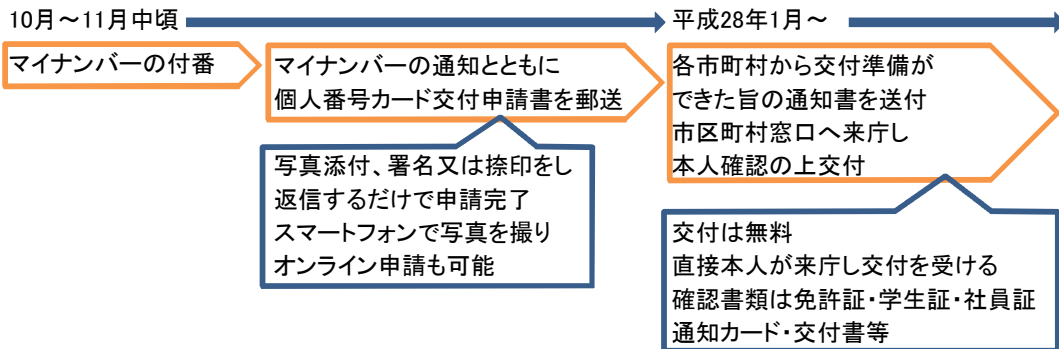 10月～11月中頃
平成28年1月～
マイナンバーの付番
マイナンバーの通知とともに
個人番号カード交付申請書を郵送
各市町村から交付準備が
できた旨の通知書を送付
市区町村窓口へ来庁し
本人確認の上交付
写真添付、署名又は捺印をし
返信するだけで申請完了
スマートフォンで写真を撮り
オンライン申請も可能
交付は無料
直接本人が来庁し交付を受ける
確認書類は免許証・学生証・社員証
通知カード・交付書等